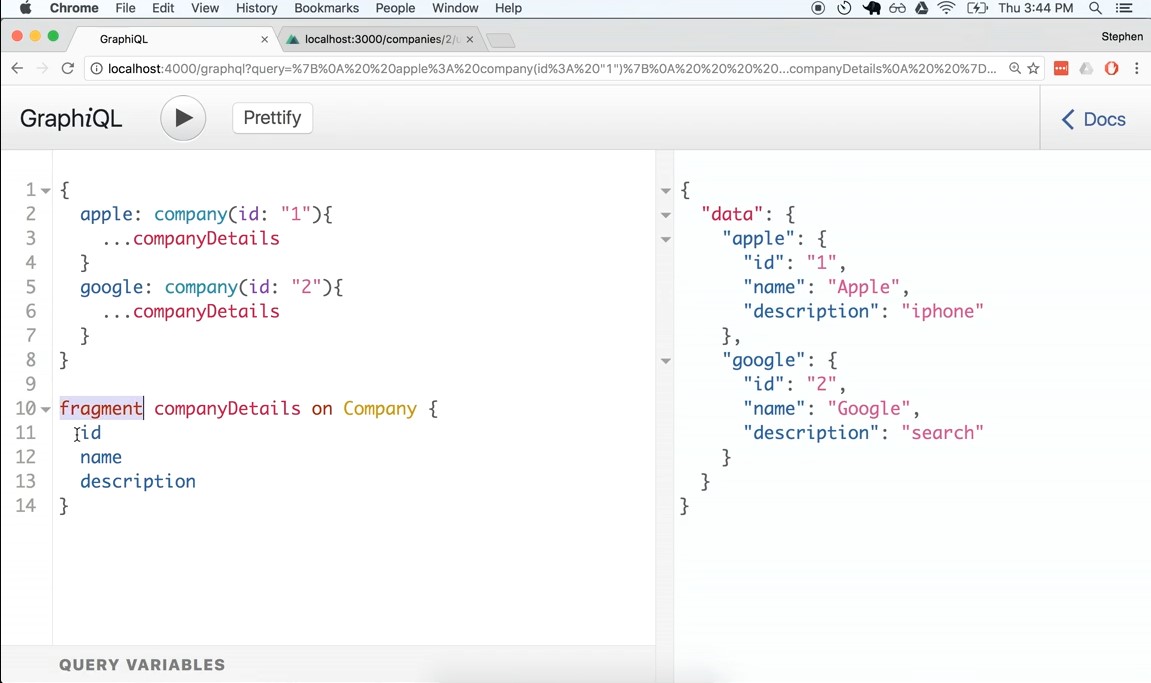 Chrome File Edit View History Bookmarks People Window Help Thu 3:44 PM
GraphiQL localhost:3000/companies/2/u Stephen
localhost:4000/graphql?query=%7B%0A%20%20apple%3A%20company(id%3A%20"1")%7B%0A%20%20%20%20...companyDetails%0A%20%20%7D...
GraphiQL Prettify Docs
1 {
2 apple: company(id: "1"){
3 ...companyDetails
4 }
5 google: company(id: "2"){
6 ...companyDetails
7 }
8 }
9
10 fragment companyDetails on Company {
11 id
12 name
13 description
14 }
{
"data": {
"apple": {
"id": "1",
"name": "Apple",
"description": "iphone"
},
"google": {
"id": "2",
"name": "Google",
"description": "search"
}
}
}
QUERY VARIABLES